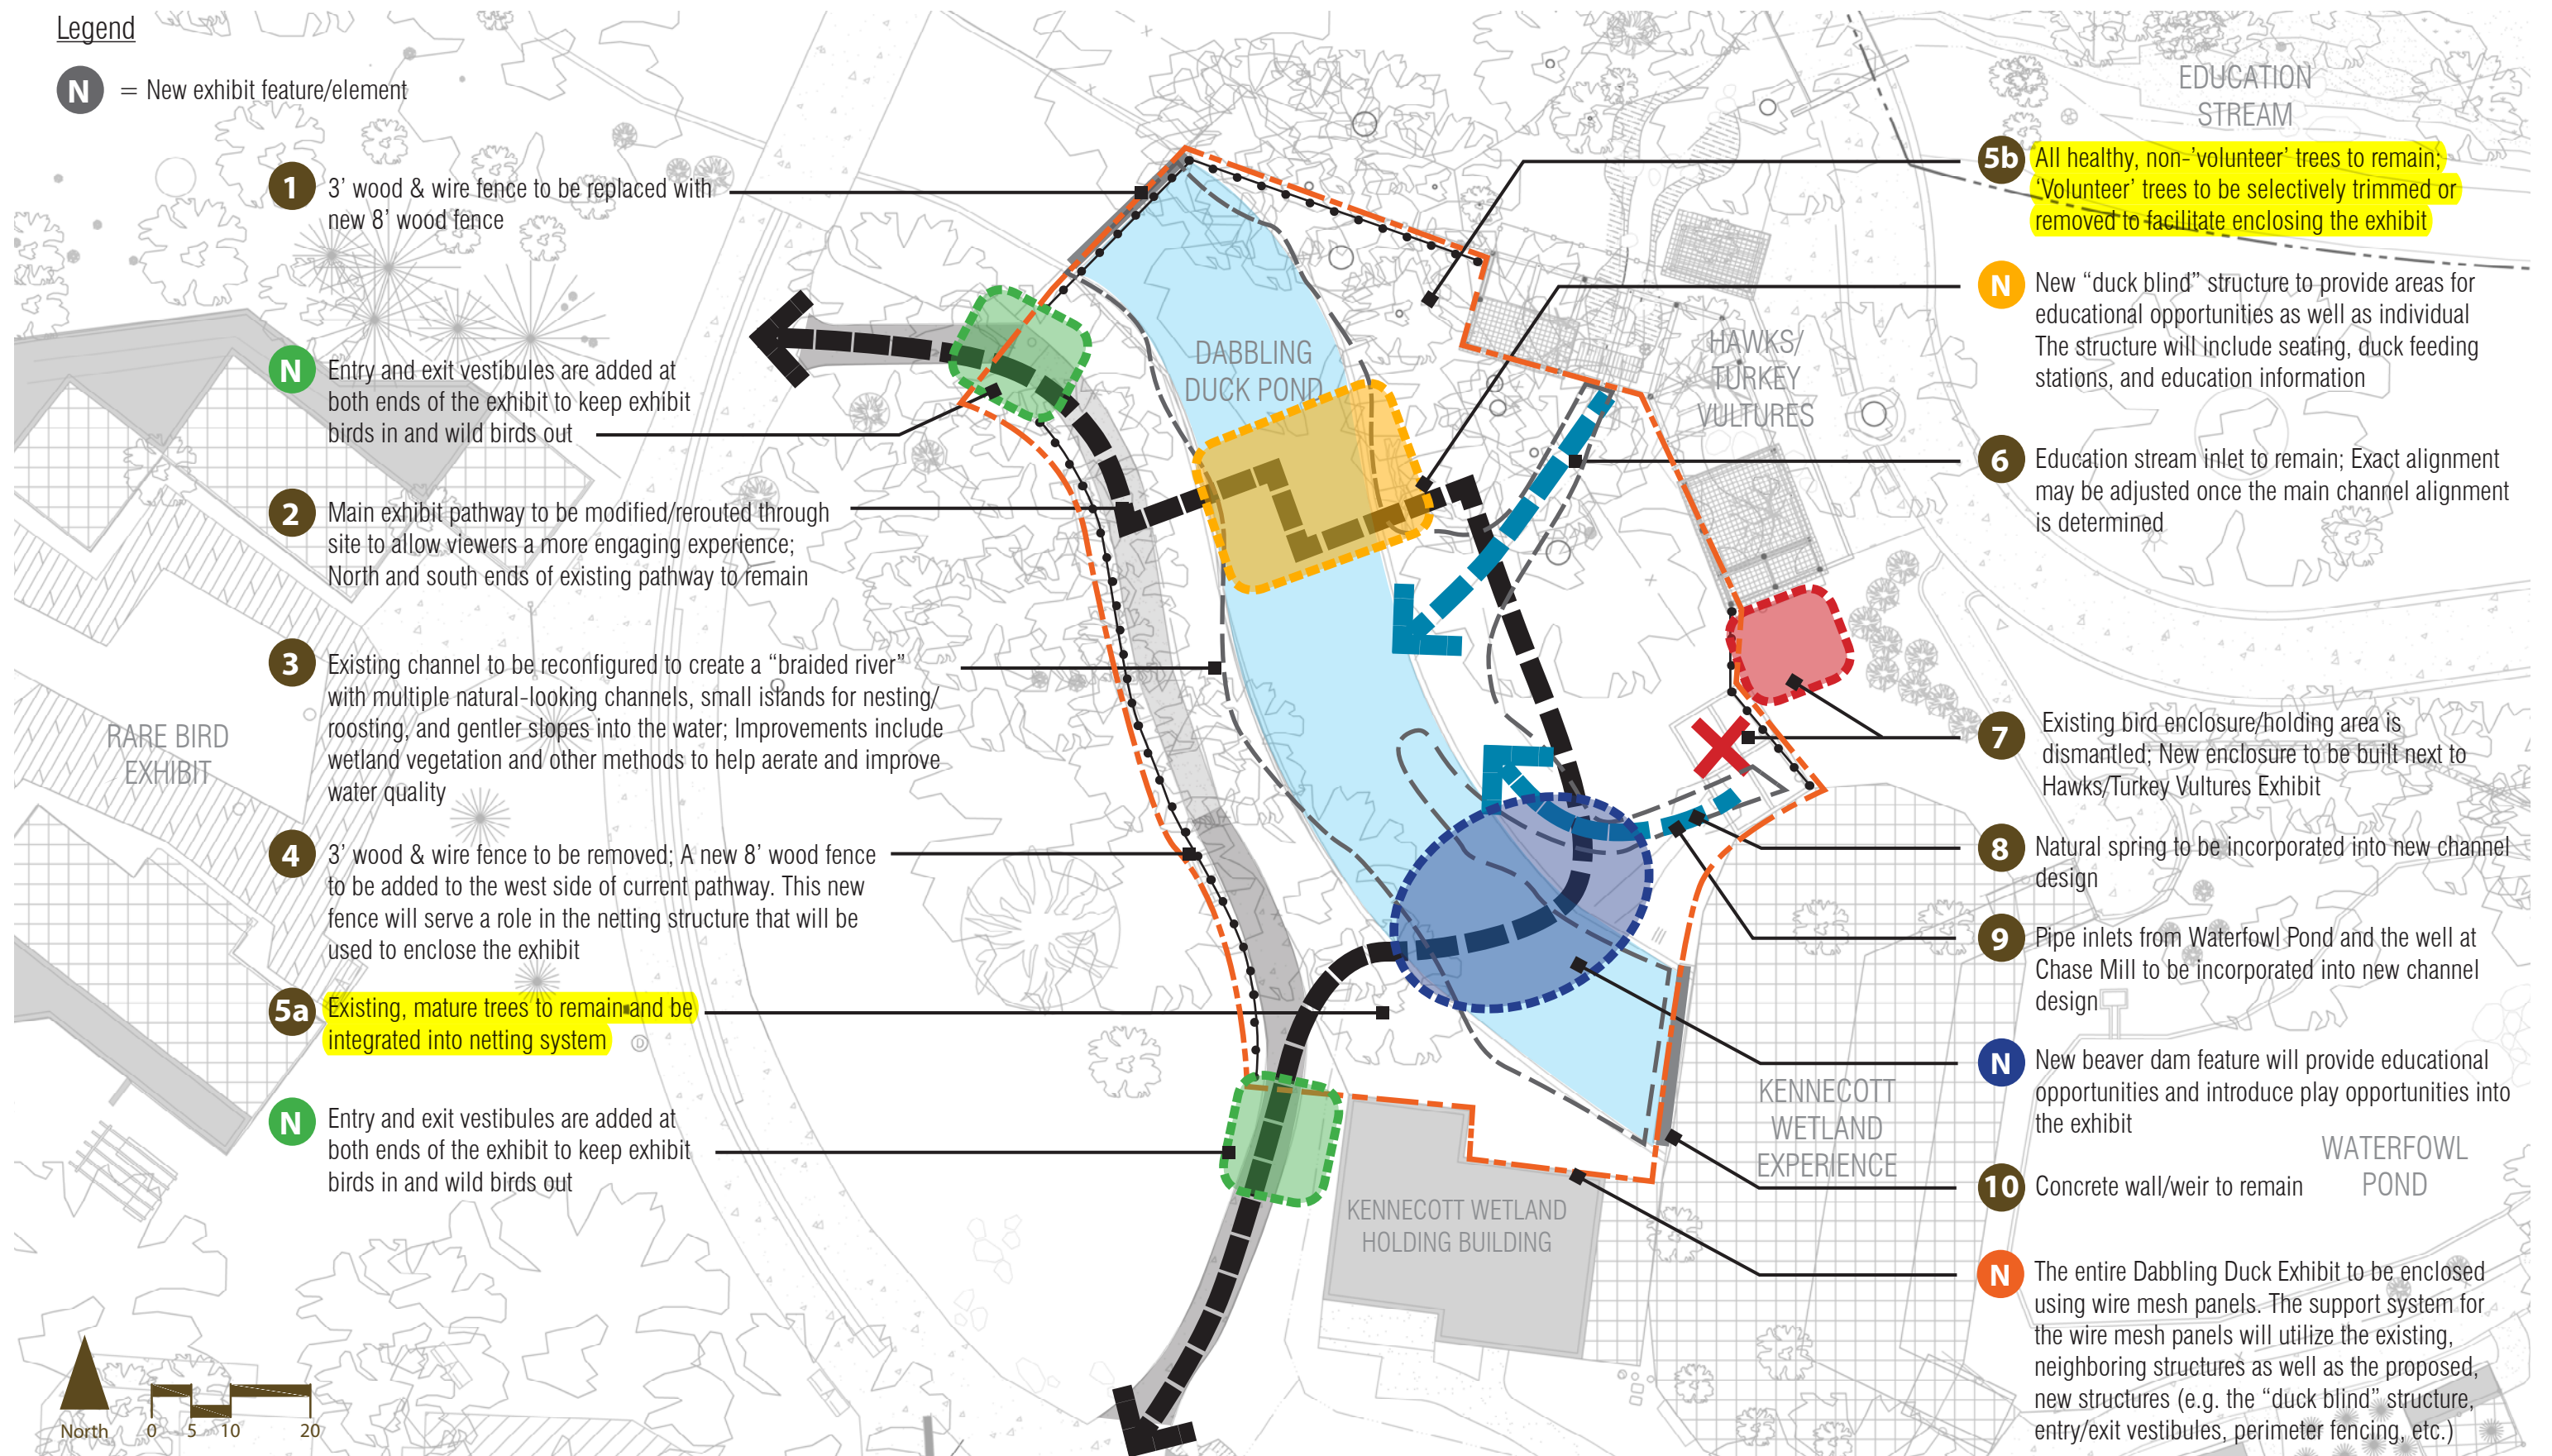 Legend
N = New exhibit feature/element
1 3’ wood & wire fence to be replaced with
new 8’ wood fence
N Entry and exit vestibules are added at
both ends of the exhibit to keep exhibit
birds in and wild birds out
2 Main exhibit pathway to be modified/rerouted through
site to allow viewers a more engaging experience;
North and south ends of existing pathway to remain
3 Existing channel to be reconfigured to create a “braided river”
with multiple natural-looking channels, small islands for nesting/
roosting, and gentler slopes into the water; Improvements include
wetland vegetation and other methods to help aerate and improve
water quality
4 3’ wood & wire fence to be removed; A new 8’ wood fence
to be added to the west side of current pathway. This new
fence will serve a role in the netting structure that will be
used to enclose the exhibit
5a Existing, mature trees to remain and be
integrated into netting system
N Entry and exit vestibules are added at
both ends of the exhibit to keep exhibit
birds in and wild birds out
RARE BIRD
EXHIBIT
North 0 5 10 20
DABBLING
DUCK POND
HAWKS/
TURKEY
VULTURES
KENNECOTT
WETLAND
EXPERIENCE
KENNECOTT WETLAND
HOLDING BUILDING
EDUCATION
STREAM
5b All healthy, non-’volunteer’ trees to remain;
‘Volunteer’ trees to be selectively trimmed or
removed to facilitate enclosing the exhibit
N New “duck blind” structure to provide areas for
educational opportunities as well as individual
The structure will include seating, duck feeding
stations, and education information
6 Education stream inlet to remain; Exact alignment
may be adjusted once the main channel alignment
is determined
7 Existing bird enclosure/holding area is
dismantled; New enclosure to be built next to
Hawks/Turkey Vultures Exhibit
8 Natural spring to be incorporated into new channel
design
9 Pipe inlets from Waterfowl Pond and the well at
Chase Mill to be incorporated into new channel
design
N New beaver dam feature will provide educational
opportunities and introduce play opportunities into
the exhibit
WATERFOWL
POND
10 Concrete wall/weir to remain
N The entire Dabbling Duck Exhibit to be enclosed
using wire mesh panels. The support system for
the wire mesh panels will utilize the existing,
neighboring structures as well as the proposed,
new structures (e.g. the “duck blind” structure,
entry/exit vestibules, perimeter fencing, etc.)